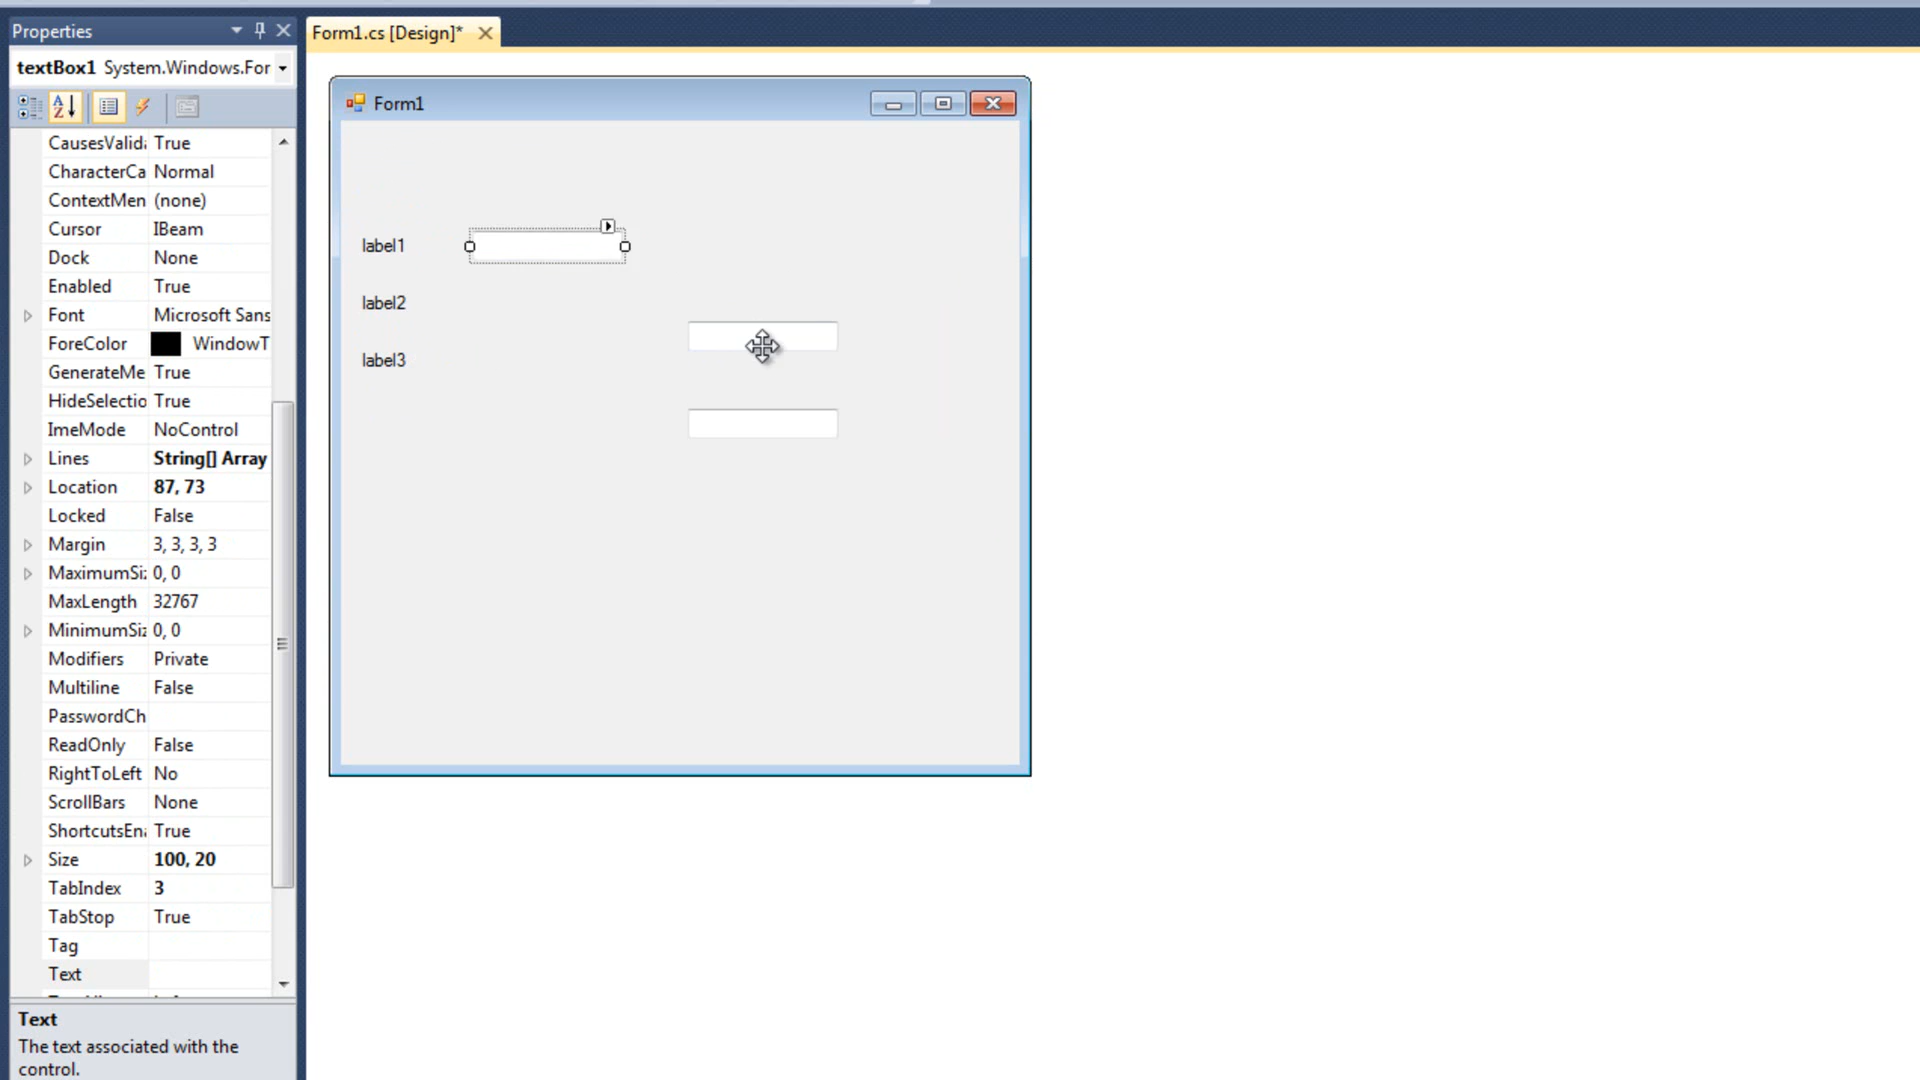 Properties
Form1.cs [Design]*
textBox1 System.Windows.For
Form1
CausesValida True
CharacterCa Normal
ContextMen (none)
Cursor IBeam
Dock None
Enabled True
Font Microsoft Sans
ForeColor WindowT
GenerateMe True
HideSelectio True
ImeMode NoControl
Lines String[] Array
Location 87, 73
Locked False
Margin 3, 3, 3, 3
MaximumSiz 0, 0
MaxLength 32767
MinimumSiz 0, 0
Modifiers Private
Multiline False
PasswordCh
ReadOnly False
RightToLeft No
ScrollBars None
ShortcutsEna True
Size 100, 20
TabIndex 3
TabStop True
Tag
Text
Text
The text associated with the
control.
label1
label2
label3